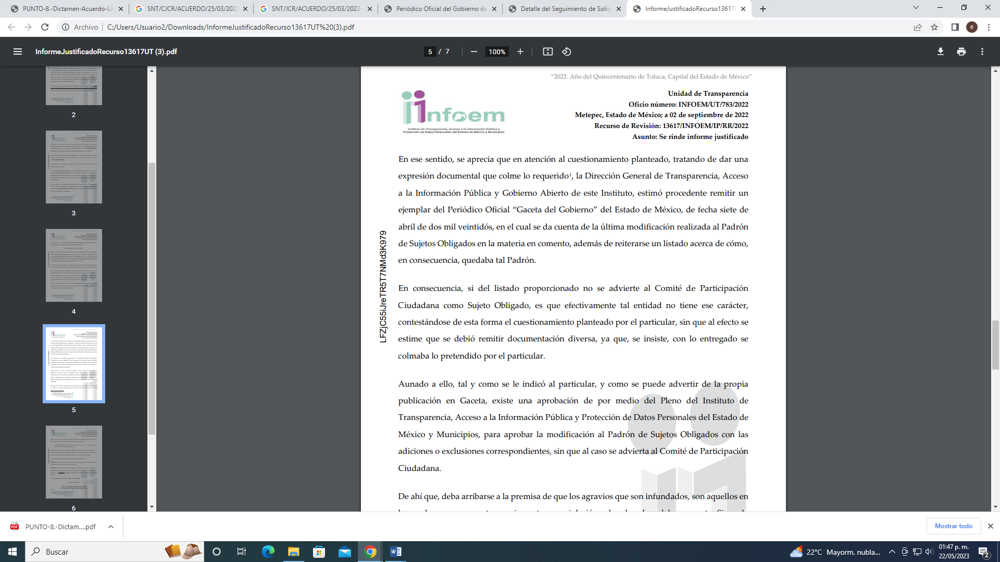 PUNTO-8.-Dictamen-Acuerdo-Lin
SNT/CJCR/ACUERDO/25/03/2022
SNT/JCR/ACUERDO/25/03/2022-
Periódico Oficial del Gobierno de
Detalle del Seguimiento de Solici
InformeJustificadoRecurso13617U
Archivo
C:/Users/Usuario2/Downloads/InformeJustificadoRecurso13617UT%20(3).pdf
e
InformeJustificadoRecurso13617UT (3).pdf
5 / 7
100%
2
3
4
5
6
“2022. Año del Quincentenario de Toluca, Capital del Estado de México”
infoem
Instituto de Transparencia, Acceso a la Información Pública y
Protección de Datos Personales del Estado de México y Municipios
Unidad de Transparencia
Oficio número: INFOEM/UT/783/2022
Metepec, Estado de México; a 02 de septiembre de 2022
Recurso de Revisión: 13617/INFOEM/IP/RR/2022
Asunto: Se rinde informe justificado
LFZjC55iJreTR5T7NMd3K979
En ese sentido, se aprecia que en atención al cuestionamiento planteado, tratando de dar una
expresión documental que colme lo requerido¹, la Dirección General de Transparencia, Acceso
a la Información Pública y Gobierno Abierto de este Instituto, estimó procedente remitir un
ejemplar del Periódico Oficial “Gaceta del Gobierno” del Estado de México, de fecha siete de
abril de dos mil veintidós, en el cual se da cuenta de la última modificación realizada al Padrón
de Sujetos Obligados en la materia en comento, además de reiterarse un listado acerca de cómo,
en consecuencia, quedaba tal Padrón.
En consecuencia, si del listado proporcionado no se advierte al Comité de Participación
Ciudadana como Sujeto Obligado, es que efectivamente tal entidad no tiene ese carácter,
contestándose de esta forma el cuestionamiento planteado por el particular, sin que al efecto se
estime que se debió remitir documentación diversa, ya que, se insiste, con lo entregado se
colmaba lo pretendido por el particular.
Aunado a ello, tal y como se le indicó al particular, y como se puede advertir de la propia
publicación en Gaceta, existe una aprobación de por medio del Pleno del Instituto de
Transparencia, Acceso a la Información Pública y Protección de Datos Personales del Estado de
México y Municipios, para aprobar la modificación al Padrón de Sujetos Obligados con las
adiciones o exclusiones correspondientes, sin que al caso se advierta al Comité de Participación
Ciudadana.
De ahí que, deba arribarse a la premisa de que los agravios que son infundados, son aquellos en
PUNTO-8.-Dictam....pdf
Mostrar todo
Buscar
22°C Mayorm. nubla...
01:47 p. m.
22/05/2023
2